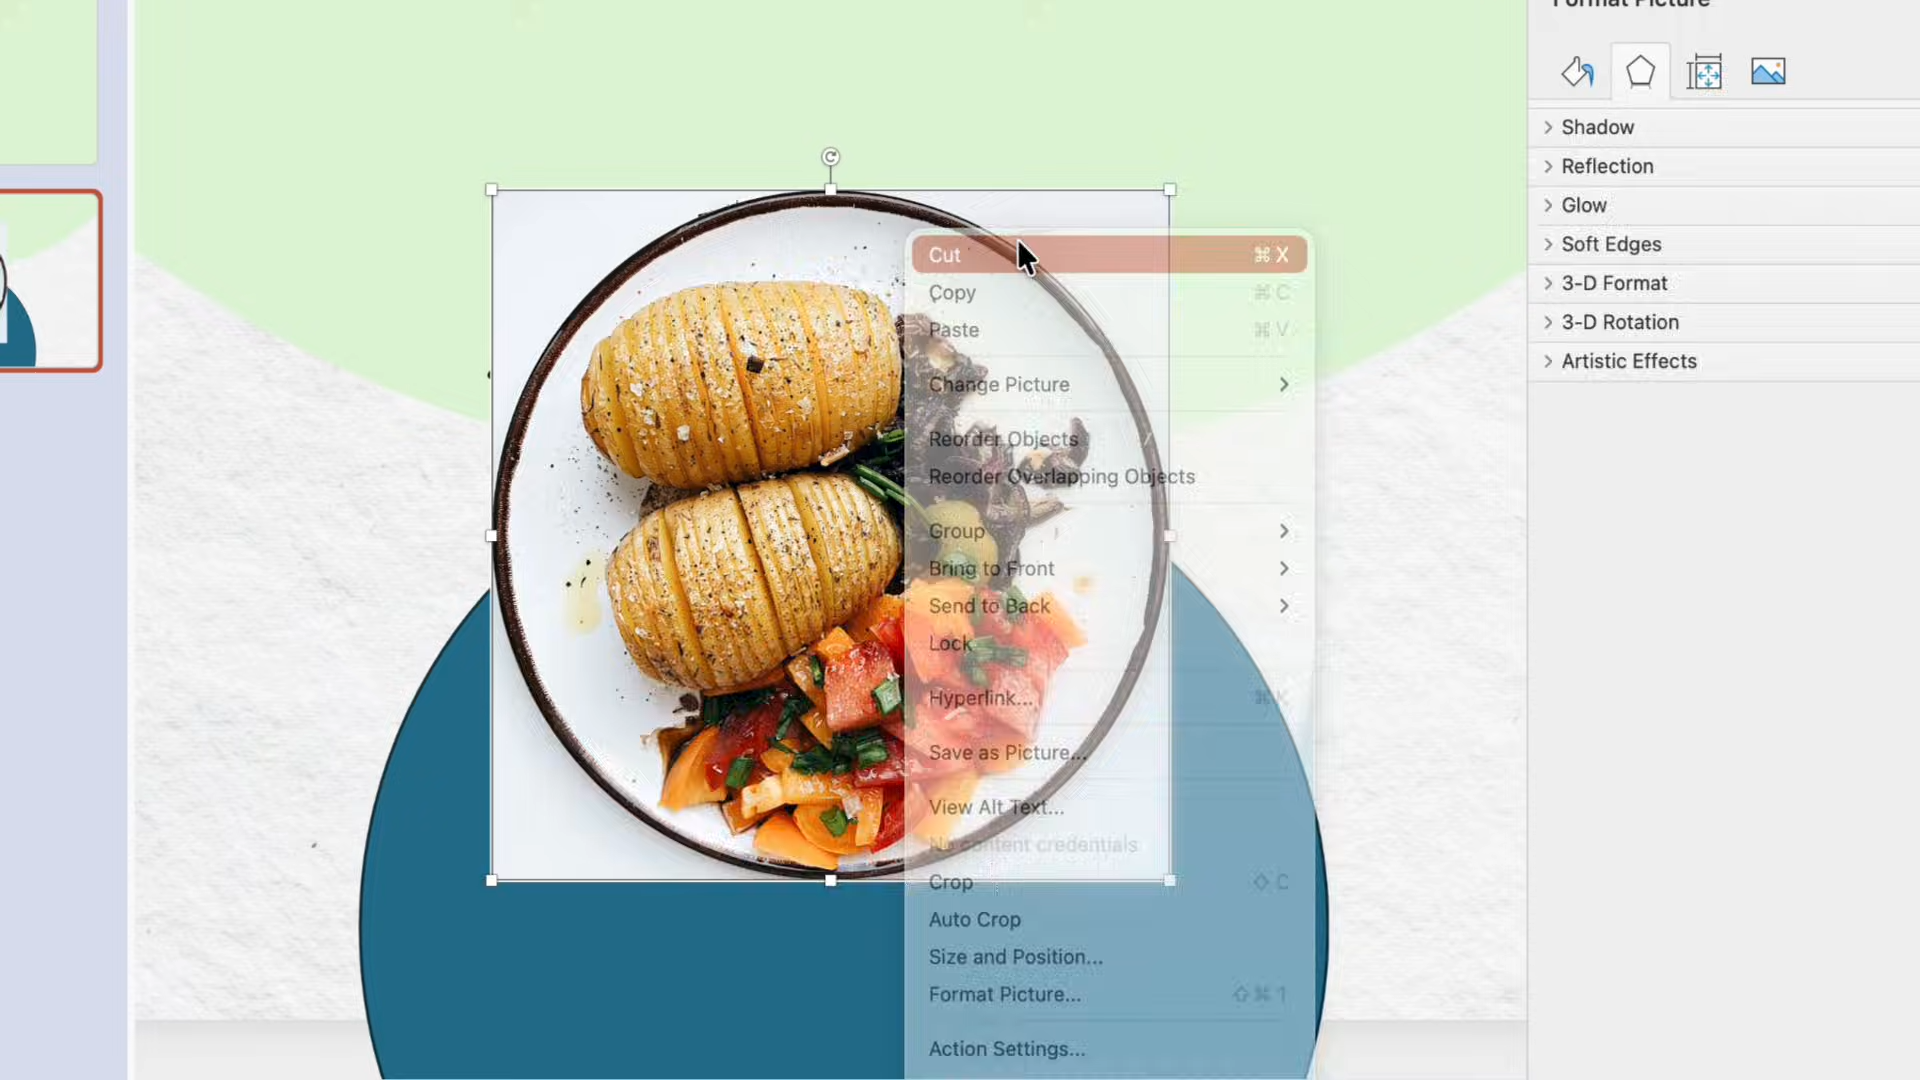 Format Picture
Shadow
Reflection
Glow
Soft Edges
3-D Format
3-D Rotation
Artistic Effects
Cut ⌘ X
Copy ⌘ C
Paste ⌘ V
Change Picture
Reorder Objects
Reorder Overlapping Objects
Group
Bring to Front
Send to Back
Lock
Hyperlink... ⌘ K
Save as Picture...
View Alt Text...
No content credentials
Crop ◇ C
Auto Crop
Size and Position...
Format Picture... ⇧ ⌘ 1
Action Settings...